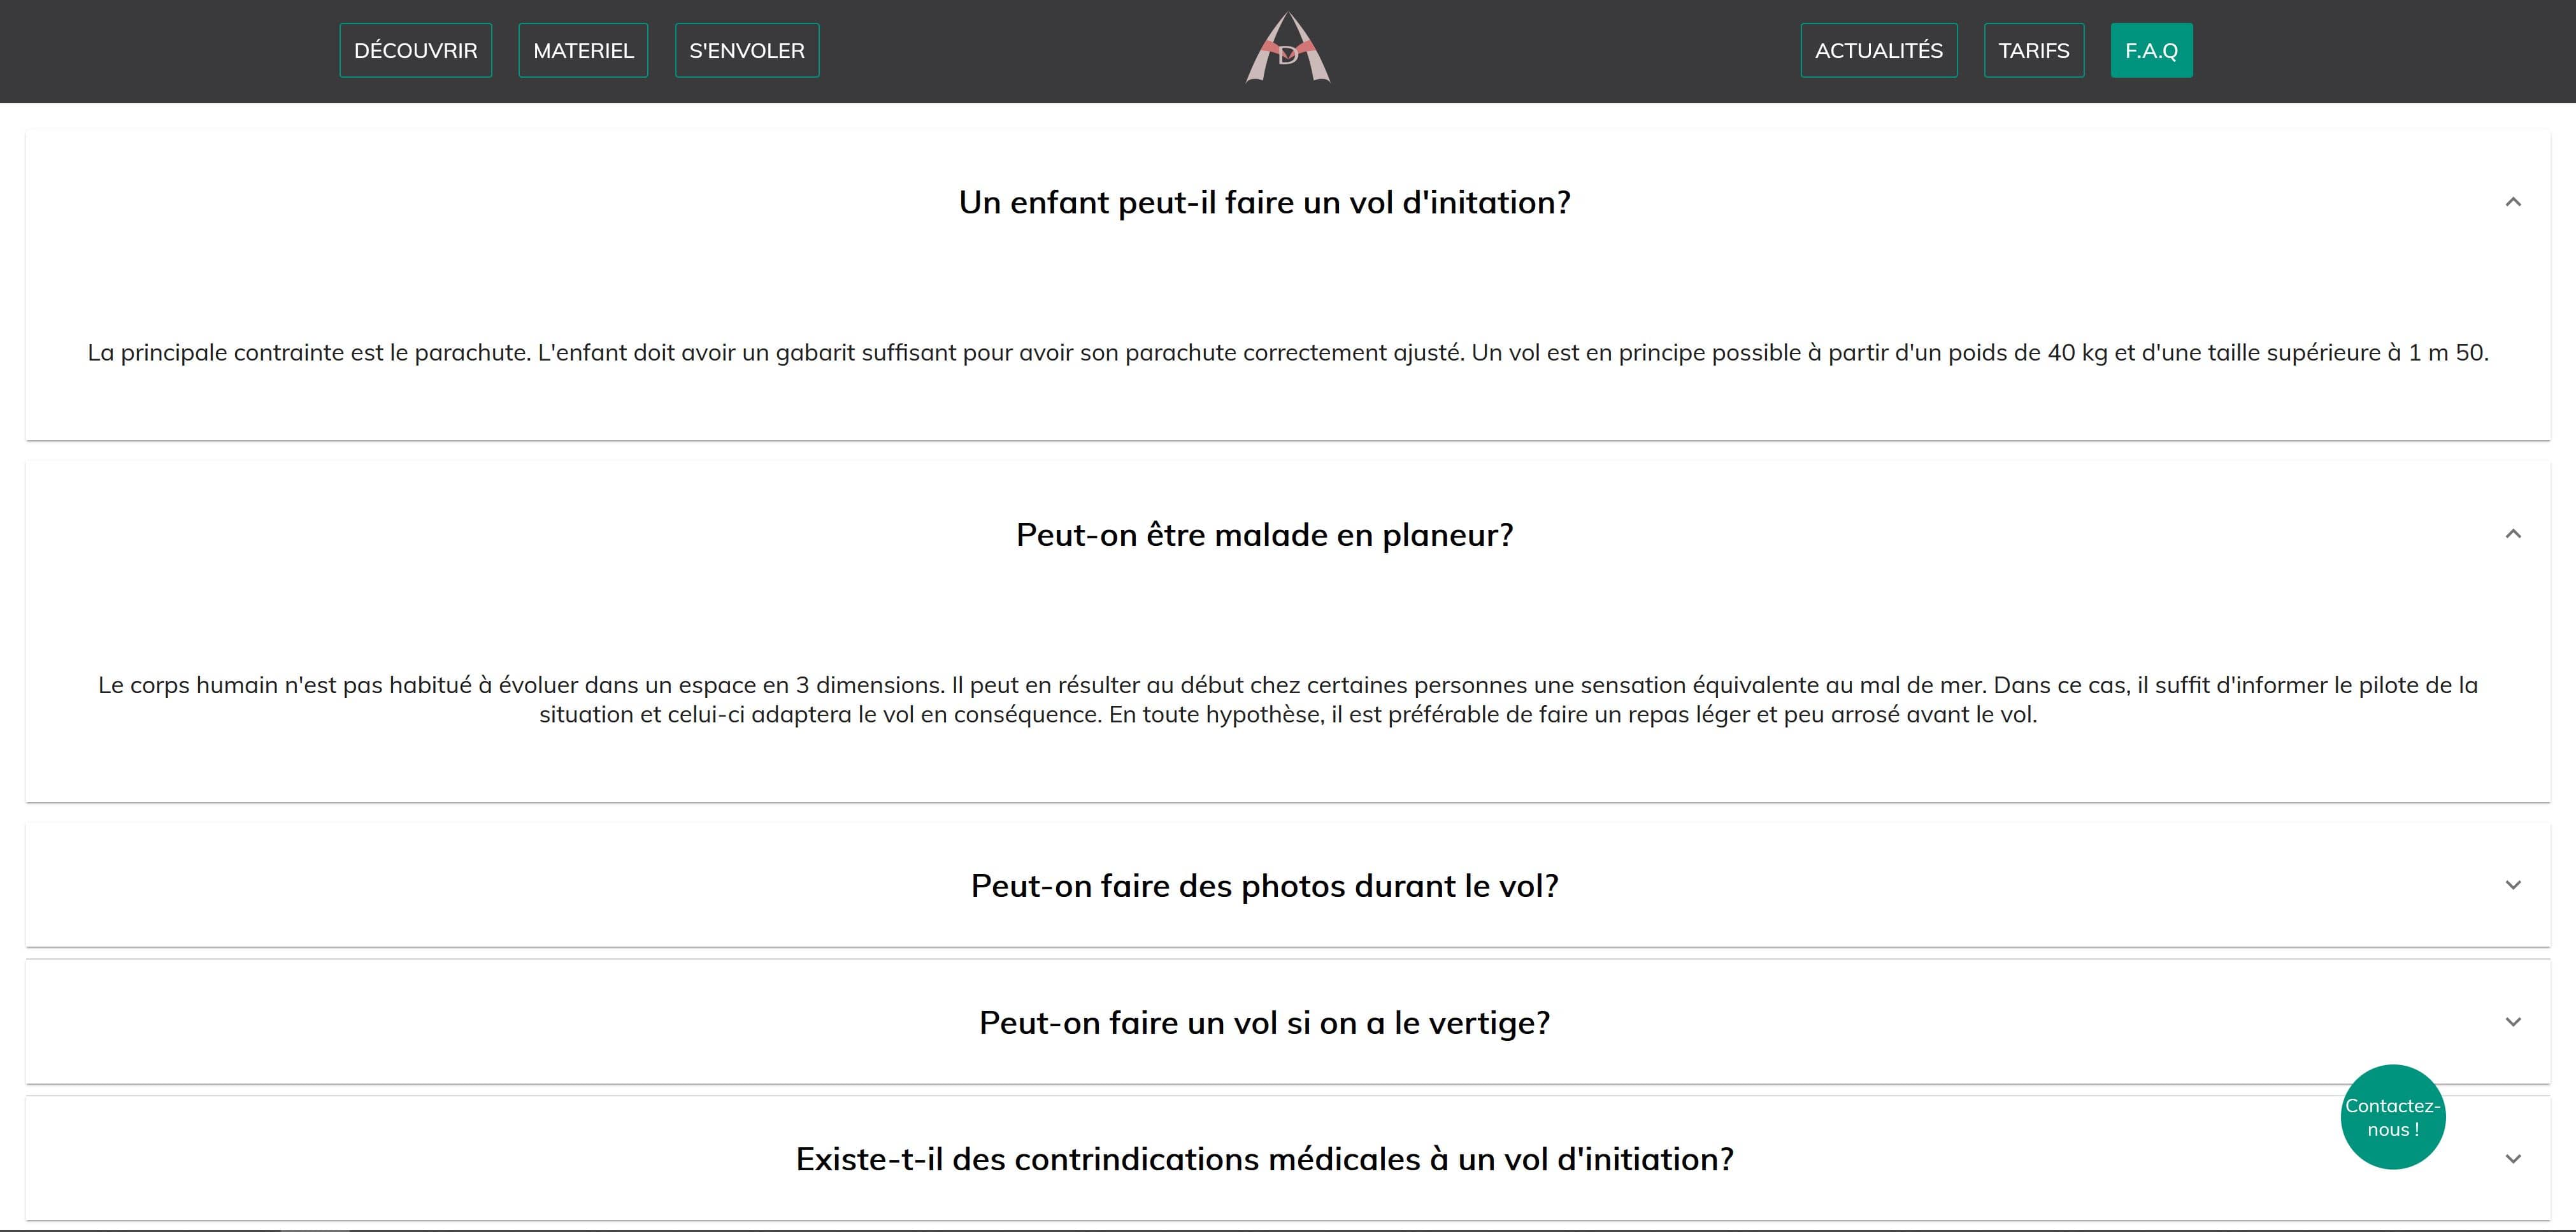 DÉCOUVRIR
MATERIEL
S'ENVOLER
D
ACTUALITÉS
TARIFS
F.A.Q
Un enfant peut-il faire un vol d'initation?
La principale contrainte est le parachute. L'enfant doit avoir un gabarit suffisant pour avoir son parachute correctement ajusté. Un vol est en principe possible à partir d'un poids de 40 kg et d'une taille supérieure à 1 m 50.
Peut-on être malade en planeur?
Le corps humain n'est pas habitué à évoluer dans un espace en 3 dimensions. Il peut en résulter au début chez certaines personnes une sensation équivalente au mal de mer. Dans ce cas, il suffit d'informer le pilote de la
situation et celui-ci adaptera le vol en conséquence. En toute hypothèse, il est préférable de faire un repas léger et peu arrosé avant le vol.
Peut-on faire des photos durant le vol?
Peut-on faire un vol si on a le vertige?
Existe-t-il des contrindications médicales à un vol d'initiation?
Contactez-
nous !